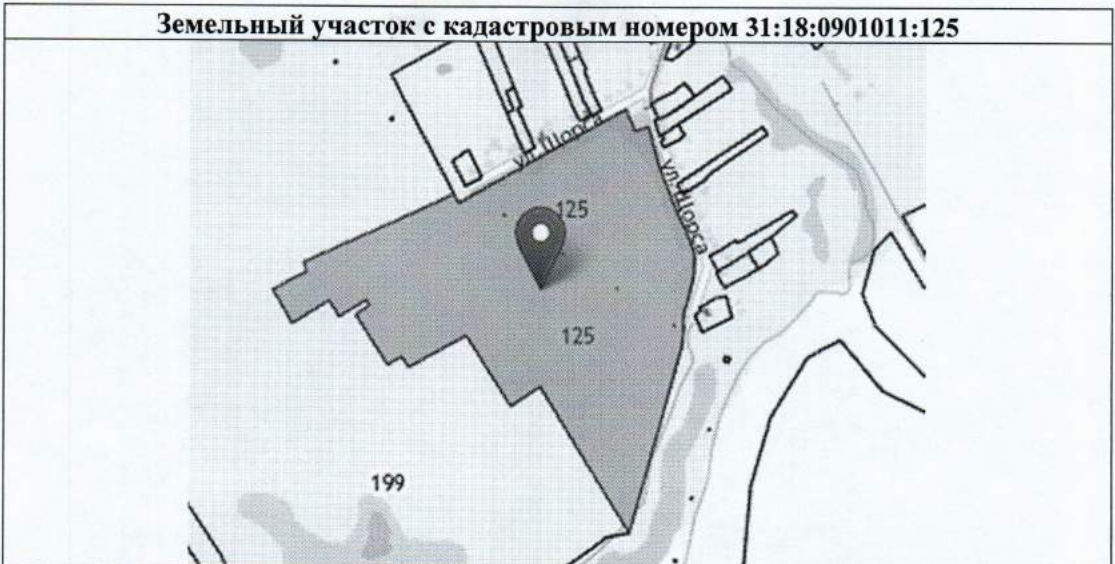 Земельный участок с кадастровым номером 31:18:0901011:125
ул. Щорса
ул. Щорса
125
125
199